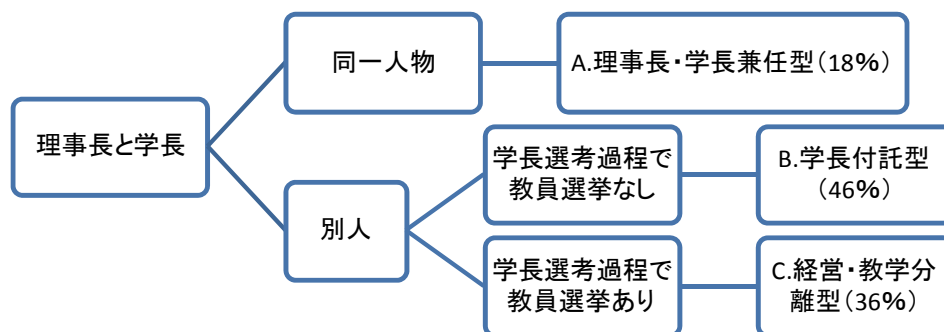 理事長と学長
同一人物
A.理事長・学長兼任型(18%)
別人
学長選考過程で
教員選挙なし
B.学長付託型
(46%)
学長選考過程で
教員選挙あり
C.経営・教学分
離型(36%)